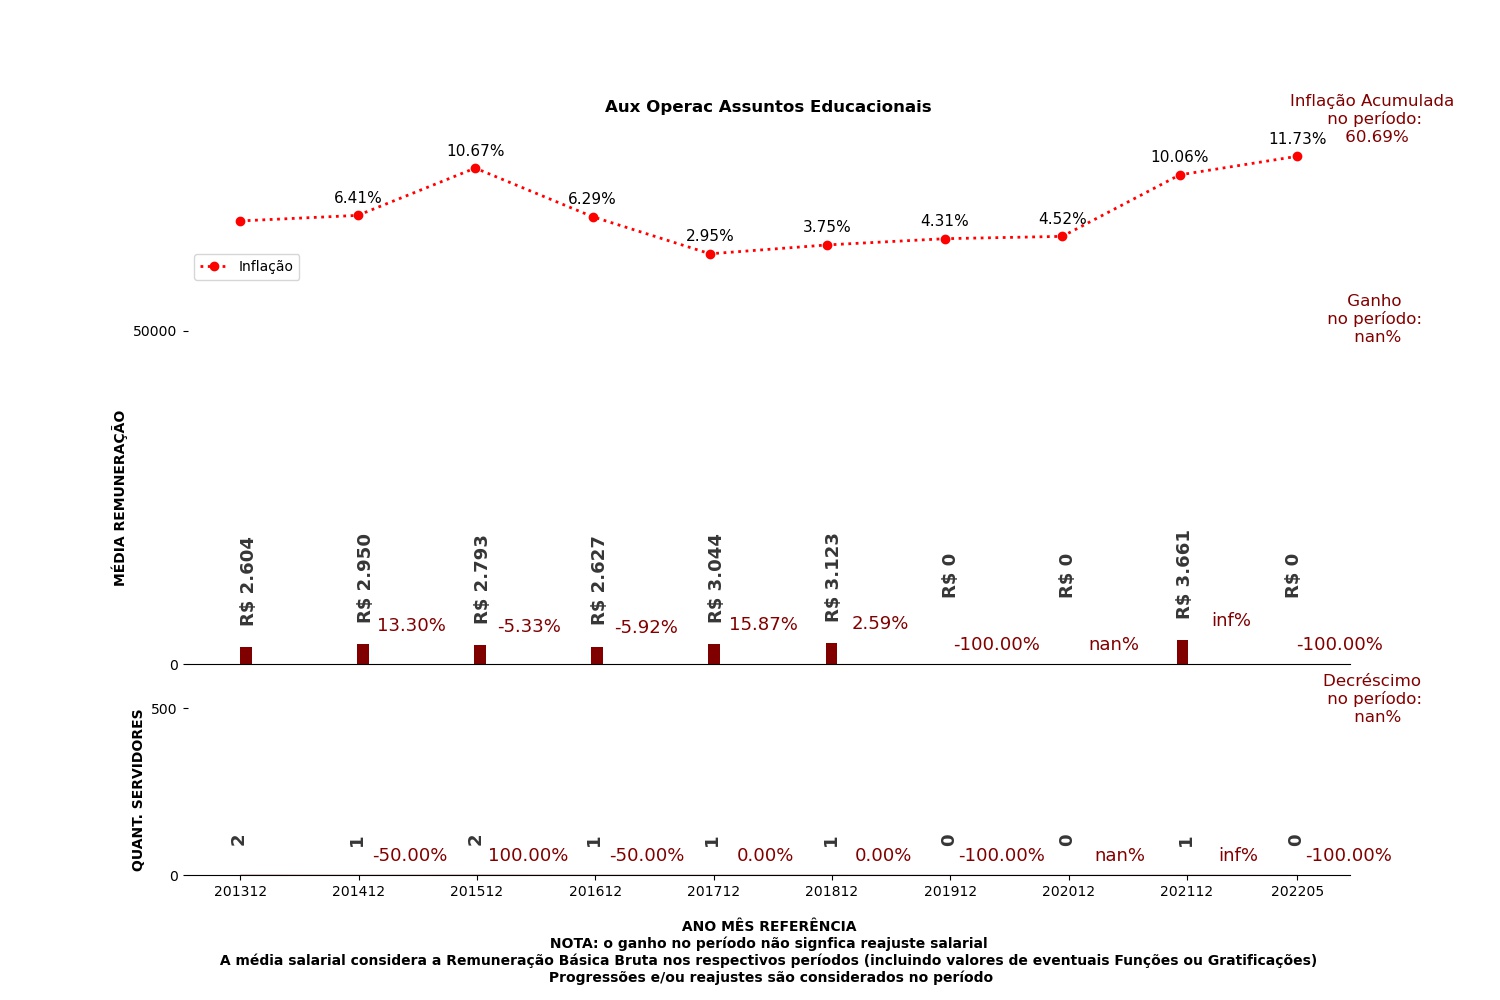 Aux Operac Assuntos Educacionais
Inflação Acumulada
no período:
60.69%
6.41%
10.67%
6.29%
2.95%
3.75%
4.31%
4.52%
10.06%
11.73%
Inflação
Ganho
no período:
nan%
50000
0
MÉDIA REMUNERAÇÃO
R$ 2.604
R$ 2.950
R$ 2.793
R$ 2.627
R$ 3.044
R$ 3.123
R$ 0
R$ 0
R$ 3.661
R$ 0
13.30%
-5.33%
-5.92%
15.87%
2.59%
-100.00%
nan%
inf%
-100.00%
Decréscimo
no período:
nan%
500
0
QUANT. SERVIDORES
2
1
2
1
1
1
0
0
1
0
-50.00%
100.00%
-50.00%
0.00%
0.00%
-100.00%
nan%
inf%
-100.00%
201312
201412
201512
201612
201712
201812
201912
202012
202112
202205
ANO MÊS REFERÊNCIA
NOTA: o ganho no período não signfica reajuste salarial
A média salarial considera a Remuneração Básica Bruta nos respectivos períodos (incluindo valores de eventuais Funções ou Gratificações)
Progressões e/ou reajustes são considerados no período